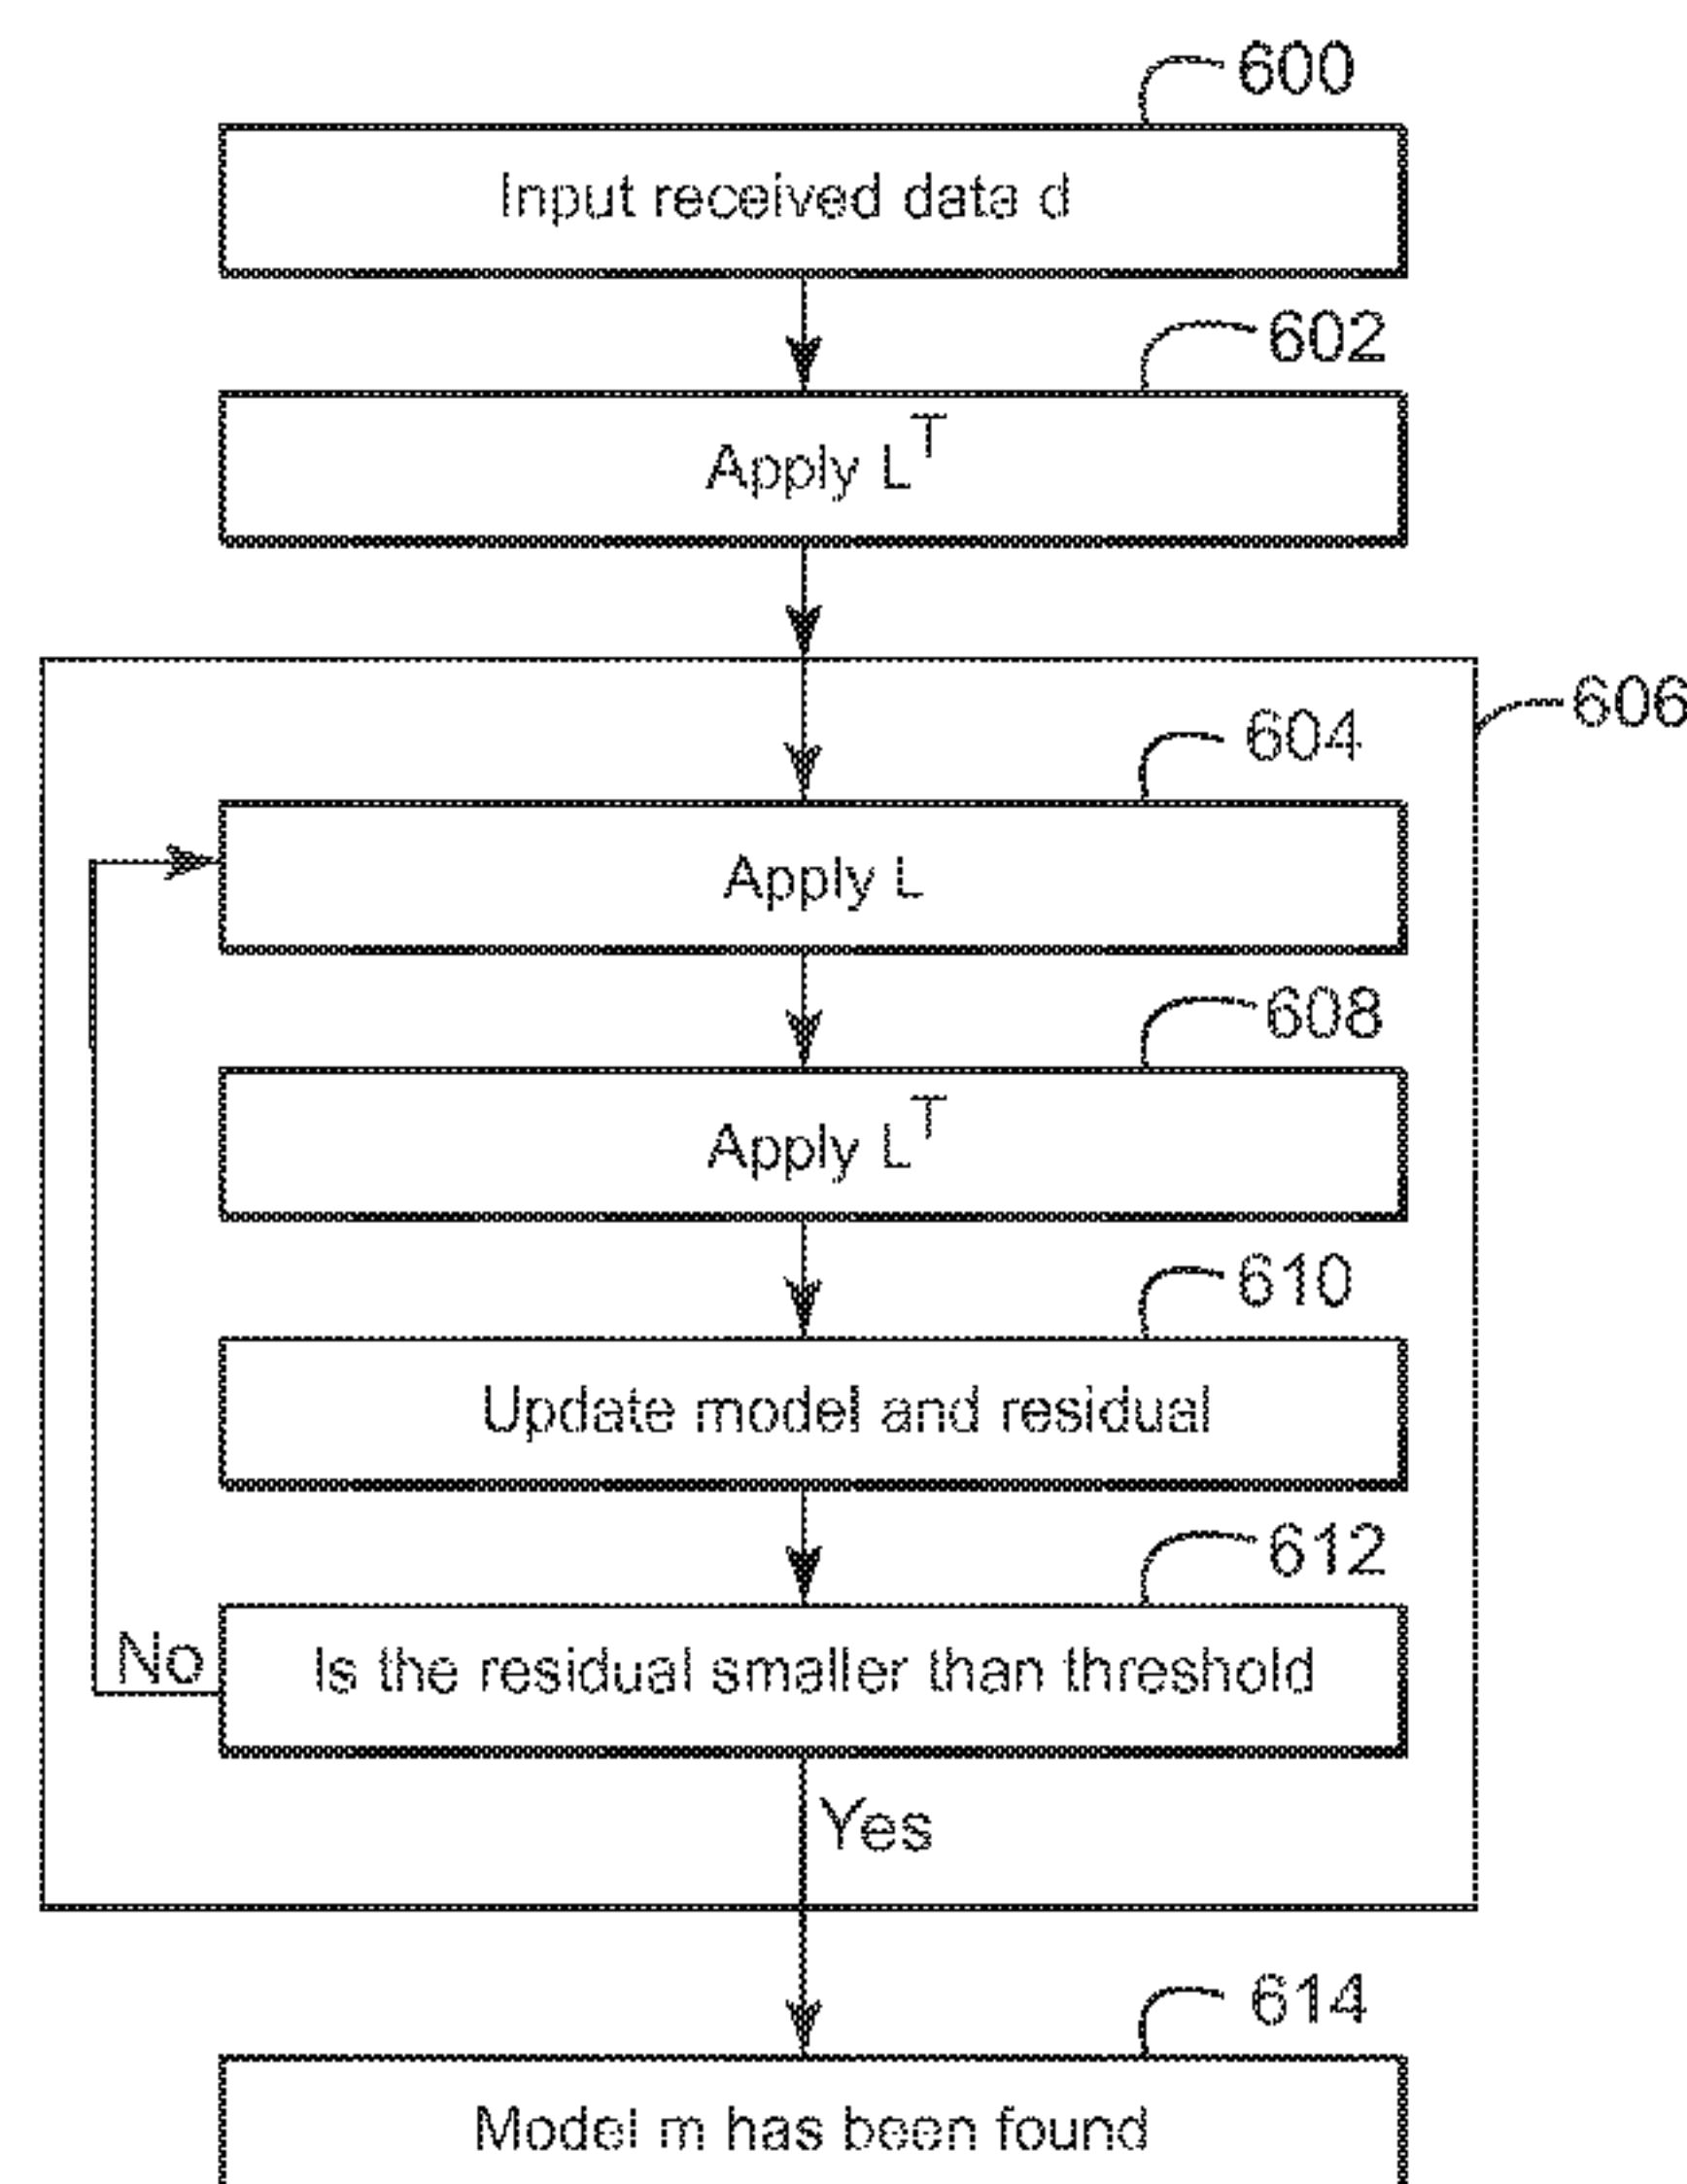 600
Input received data d
602
Apply L^T
606
604
Apply L
608
Apply L^T
610
Update model and residual
612
No
Is the residual smaller than threshold
Yes
614
Model m has been found